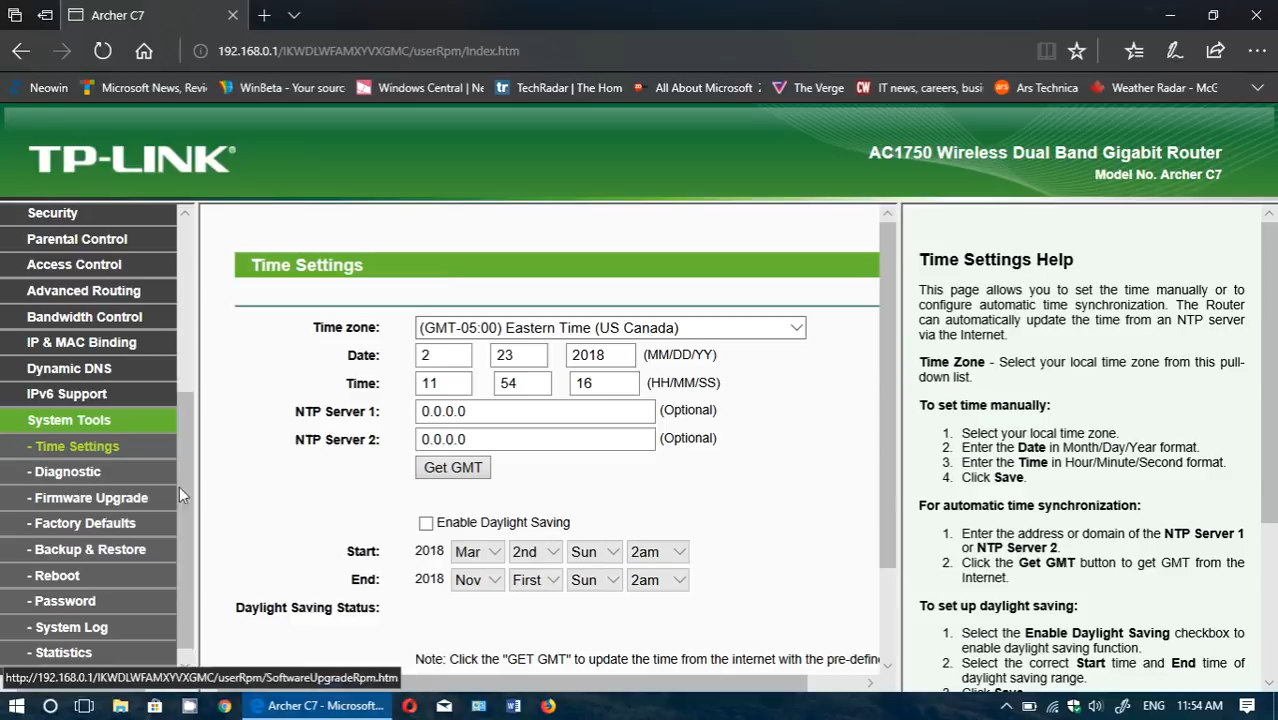 Archer C7
192.168.0.1/IKWDLWFAMXYVXGMC/userRpm/Index.htm
Neowin
Microsoft News, Revi
WinBeta - Your sourc
Windows Central | Ne
TechRadar | The Hom
All About Microsoft
The Verge
IT news, careers, busi
Ars Technica
Weather Radar - McG
TP-LINK®
AC1750 Wireless Dual Band Gigabit Router
Model No. Archer C7
Security
Parental Control
Access Control
Advanced Routing
Bandwidth Control
IP & MAC Binding
Dynamic DNS
IPv6 Support
System Tools
- Time Settings
- Diagnostic
- Firmware Upgrade
- Factory Defaults
- Backup & Restore
- Reboot
- Password
- System Log
- Statistics
http://192.168.0.1/IKWDLWFAMXYVXGMC/userRpm/SoftwareUpgradeRpm.htm
Time Settings
Time zone: (GMT-05:00) Eastern Time (US Canada)
Date: 2 23 2018 (MM/DD/YY)
Time: 11 54 16 (HH/MM/SS)
NTP Server 1: 0.0.0.0 (Optional)
NTP Server 2: 0.0.0.0 (Optional)
Get GMT
Enable Daylight Saving
Start: 2018 Mar 2nd Sun 2am
End: 2018 Nov First Sun 2am
Daylight Saving Status:
Note: Click the "GET GMT" to update the time from the internet with the pre-define
Time Settings Help
This page allows you to set the time manually or to
configure automatic time synchronization. The Router
can automatically update the time from an NTP server
via the Internet.
Time Zone - Select your local time zone from this pull-
down list.
To set time manually:
1. Select your local time zone.
2. Enter the Date in Month/Day/Year format.
3. Enter the Time in Hour/Minute/Second format.
4. Click Save.
For automatic time synchronization:
1. Enter the address or domain of the NTP Server 1
or NTP Server 2.
2. Click the Get GMT button to get GMT from the
Internet.
To set up daylight saving:
1. Select the Enable Daylight Saving checkbox to
enable daylight saving function.
2. Select the correct Start time and End time of
daylight saving range.
3. Click Save.
Archer C7 - Microsoft...
ENG
11:54 AM